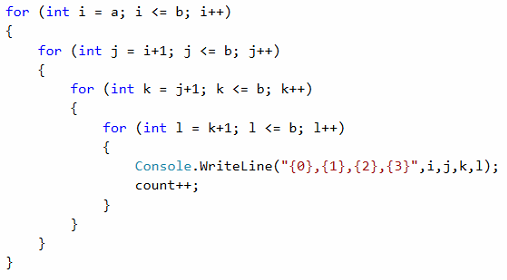 for (int i = a; i <= b; i++)
{
for (int j = i+1; j <= b; j++)
{
for (int k = j+1; k <= b; k++)
{
for (int l = k+1; l <= b; l++)
{
Console.WriteLine("{0},{1},{2},{3}",i,j,k,l);
count++;
}
}
}
}